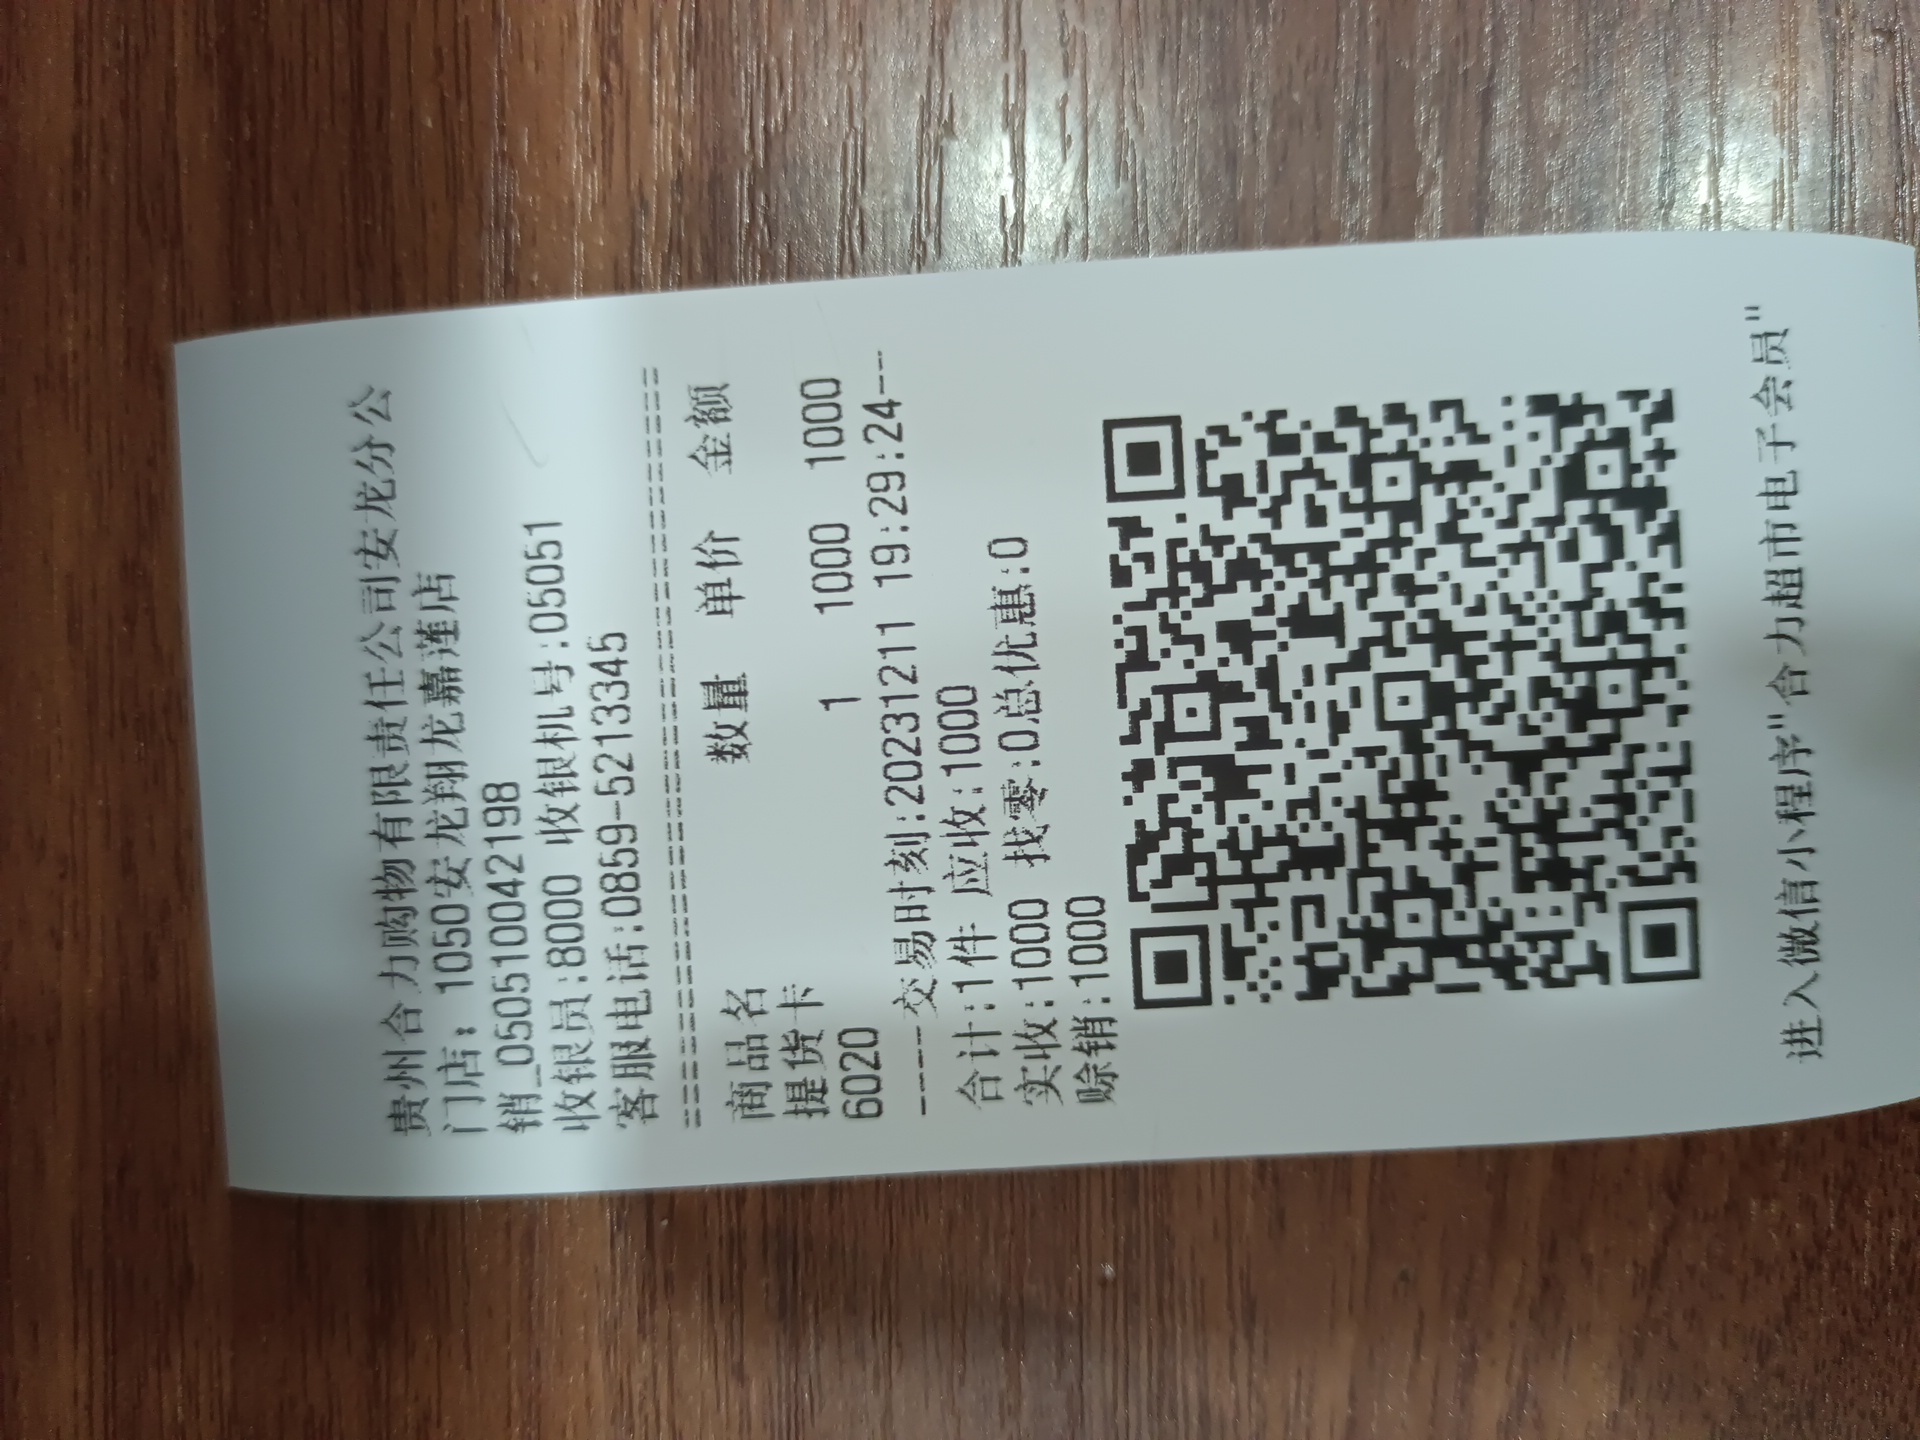 贵州合力购物有限责任公司安龙分公
门店：1050安龙翔龙嘉莲店
销_050510042198
收银员:8000 收银机号:05051
客服电话:0859-5213345
================================
商品名 数量 单价 金额
提货卡
6020 1 1000 1000
----交易时刻:20231211 19:29:24---
合计:1件 应收:1000
实收:1000 找零:0总优惠:0
赊销:1000
进入微信小程序"合力超市电子会员"